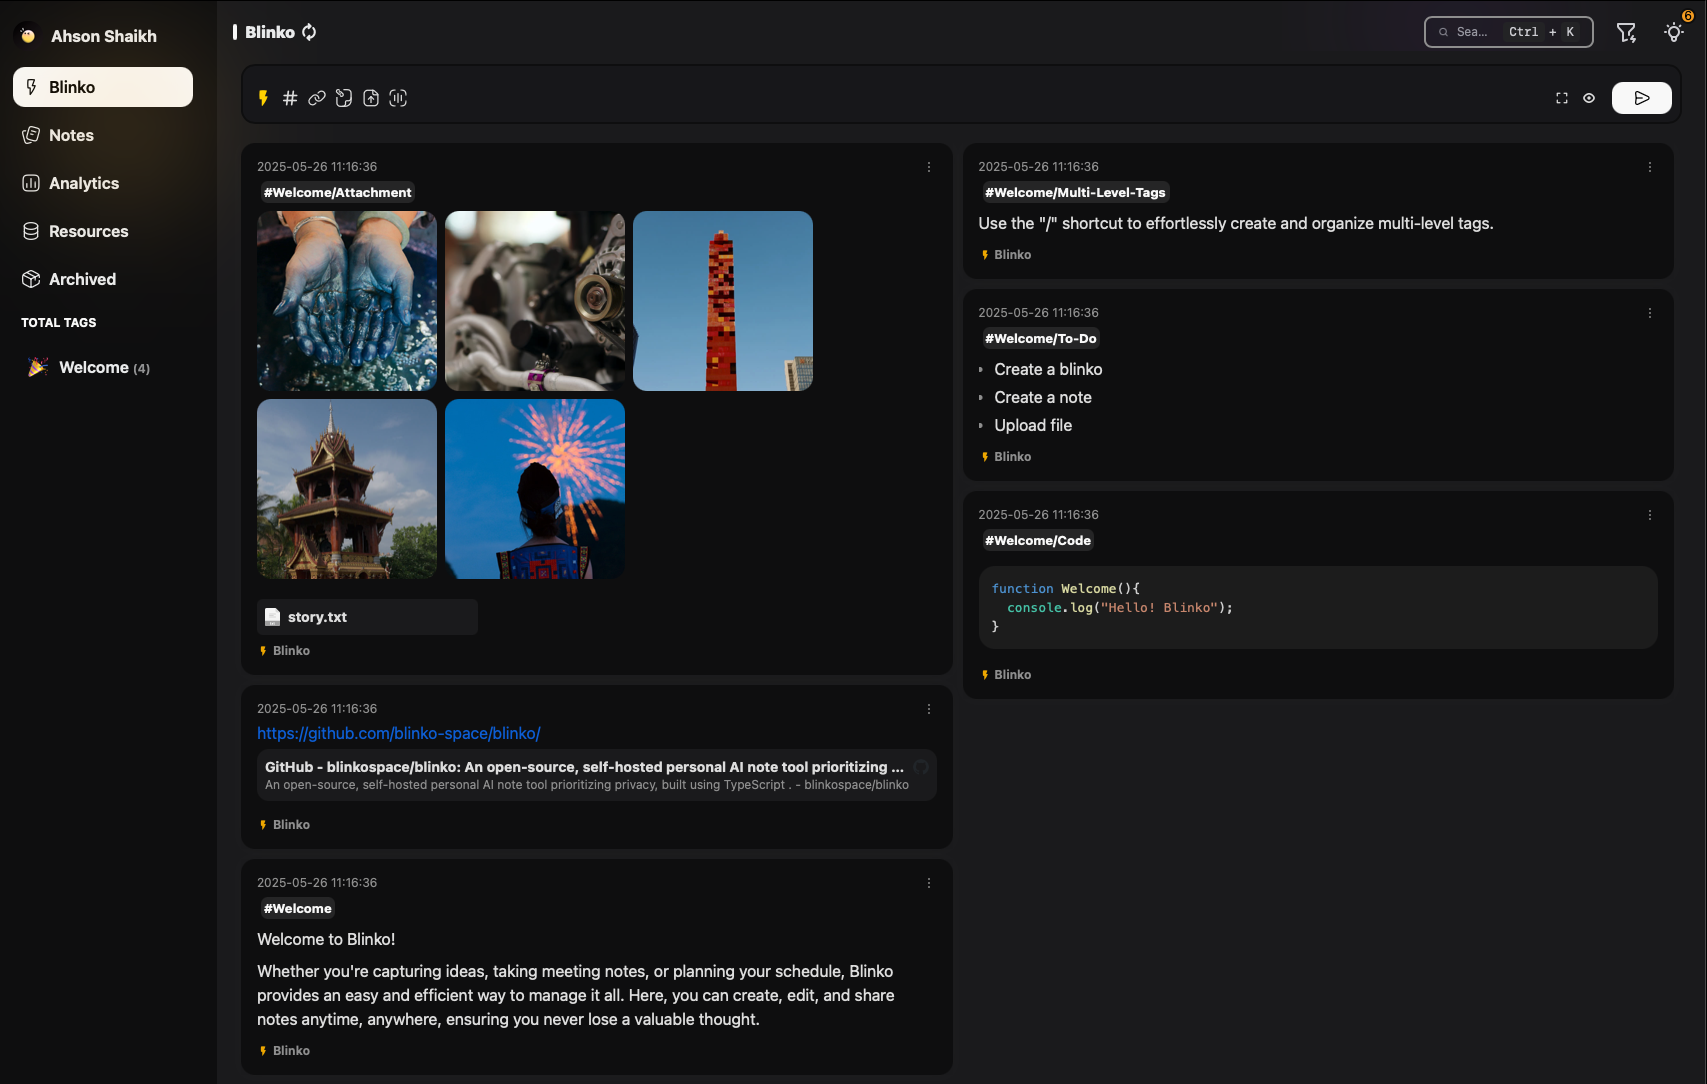 Ahson Shaikh
Blinko
Notes
Analytics
Resources
Archived
TOTAL TAGS
Welcome (4)
Blinko
Sea... Ctrl + K
6
2025-05-26 11:16:36
#Welcome/Attachment
story.txt
Blinko
2025-05-26 11:16:36
https://github.com/blinko-space/blinko/
GitHub - blinkospace/blinko: An open-source, self-hosted personal AI note tool prioritizing ...
An open-source, self-hosted personal AI note tool prioritizing privacy, built using TypeScript . - blinkospace/blinko
Blinko
2025-05-26 11:16:36
#Welcome
Welcome to Blinko!
Whether you're capturing ideas, taking meeting notes, or planning your schedule, Blinko
provides an easy and efficient way to manage it all. Here, you can create, edit, and share
notes anytime, anywhere, ensuring you never lose a valuable thought.
Blinko
2025-05-26 11:16:36
#Welcome/Multi-Level-Tags
Use the "/" shortcut to effortlessly create and organize multi-level tags.
Blinko
2025-05-26 11:16:36
#Welcome/To-Do
Create a blinko
Create a note
Upload file
Blinko
2025-05-26 11:16:36
#Welcome/Code
function Welcome(){
  console.log("Hello! Blinko");
}
Blinko